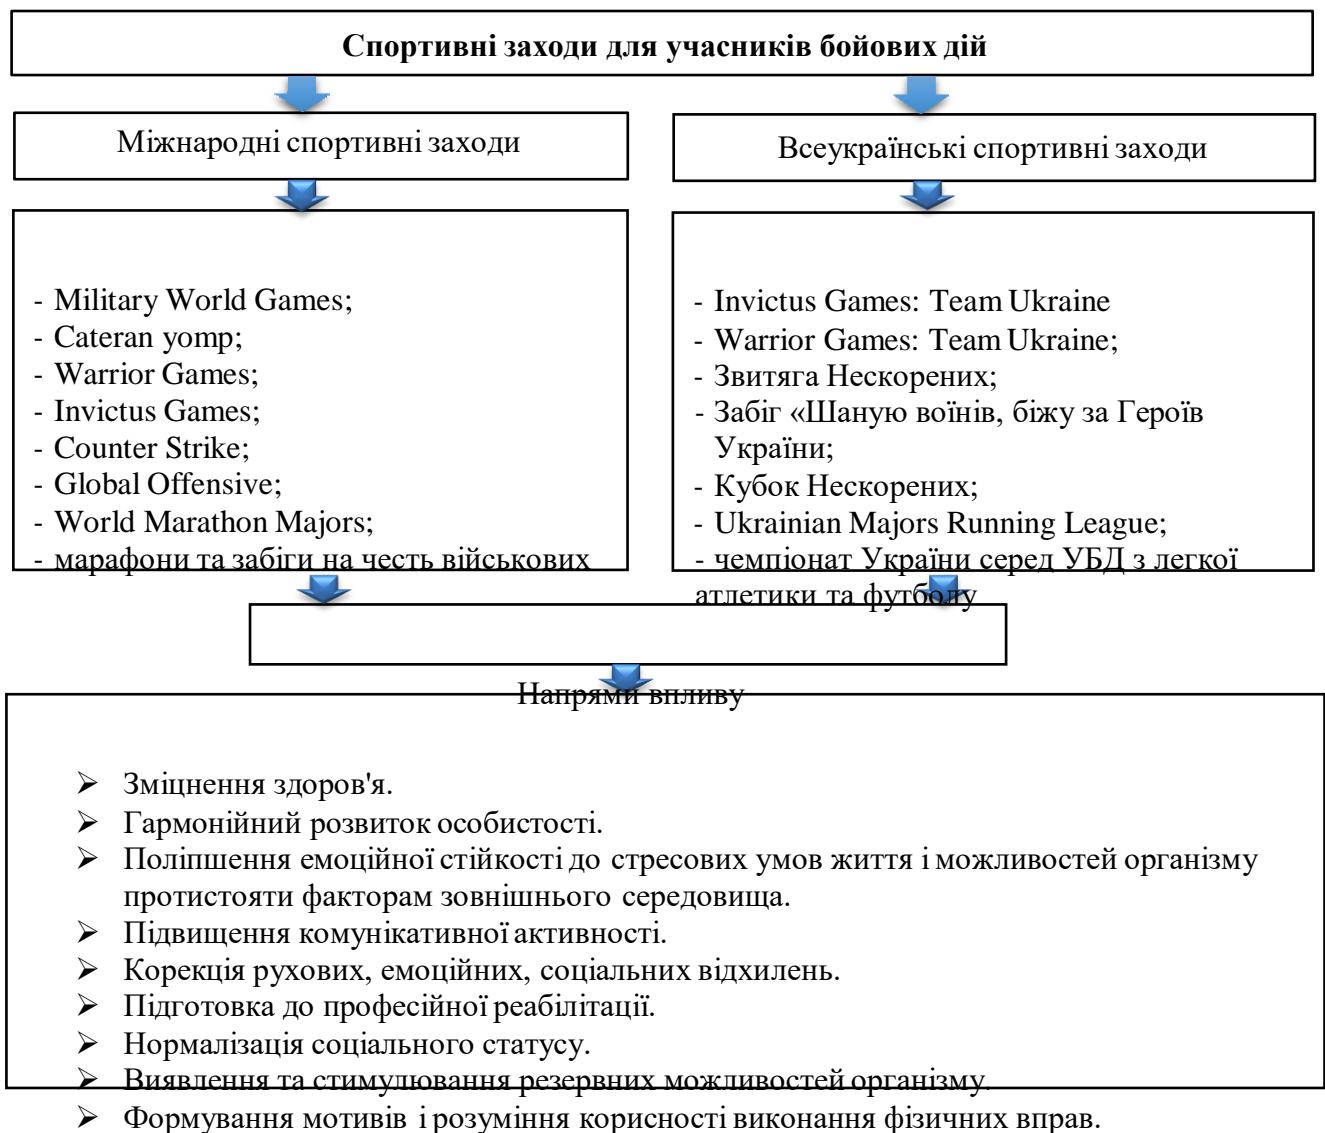 Спортивні заходи для учасників бойових дій
Міжнародні спортивні заходи
Всеукраїнські спортивні заходи
- Military World Games;
- Cateran yomp;
- Warrior Games;
- Invictus Games;
- Counter Strike;
- Global Offensive;
- World Marathon Majors;
- марафони та забіги на честь військових
- Invictus Games: Team Ukraine
- Warrior Games: Team Ukraine;
- Звитяга Нескорених;
- Забіг «Шаную воїнів, біжу за Героїв
України;
- Кубок Нескорених;
- Ukrainian Majors Running League;
- чемпіонат України серед УБД з легкої
атлетики та футболу
Напрями впливу
➢ Зміцнення здоров'я.
➢ Гармонійний розвиток особистості.
➢ Поліпшення емоційної стійкості до стресових умов життя і можливостей організму
протистояти факторам зовнішнього середовища.
➢ Підвищення комунікативної активності.
➢ Корекція рухових, емоційних, соціальних відхилень.
➢ Підготовка до професійної реабілітації.
➢ Нормалізація соціального статусу.
➢ Виявлення та стимулювання резервних можливостей організму.
➢ Формування мотивів і розуміння корисності виконання фізичних вправ.